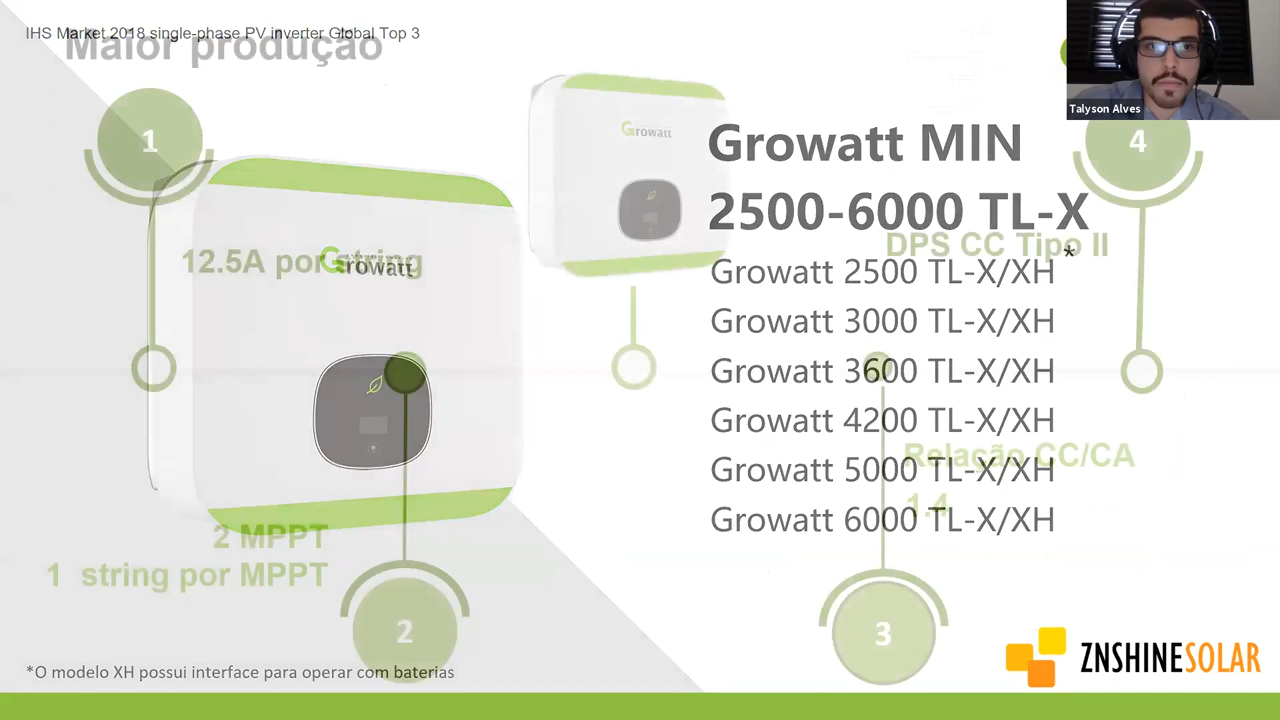 IHS Market 2018 single-phase PV inverter Global Top 3
Maior produção
Talyson Alves
1
4
Growatt
Growatt MIN
2500-6000 TL-X
DPS CC Tipo II
*
12.5A por string
Growatt
Growatt 2500 TL-X/XH
Growatt 3000 TL-X/XH
Growatt 3600 TL-X/XH
Growatt 4200 TL-X/XH
Relação CC/CA
1.4
Growatt 5000 TL-X/XH
Growatt 6000 TL-X/XH
2 MPPT
1 string por MPPT
2
3
ZNSHINESOLAR
*O modelo XH possui interface para operar com baterias